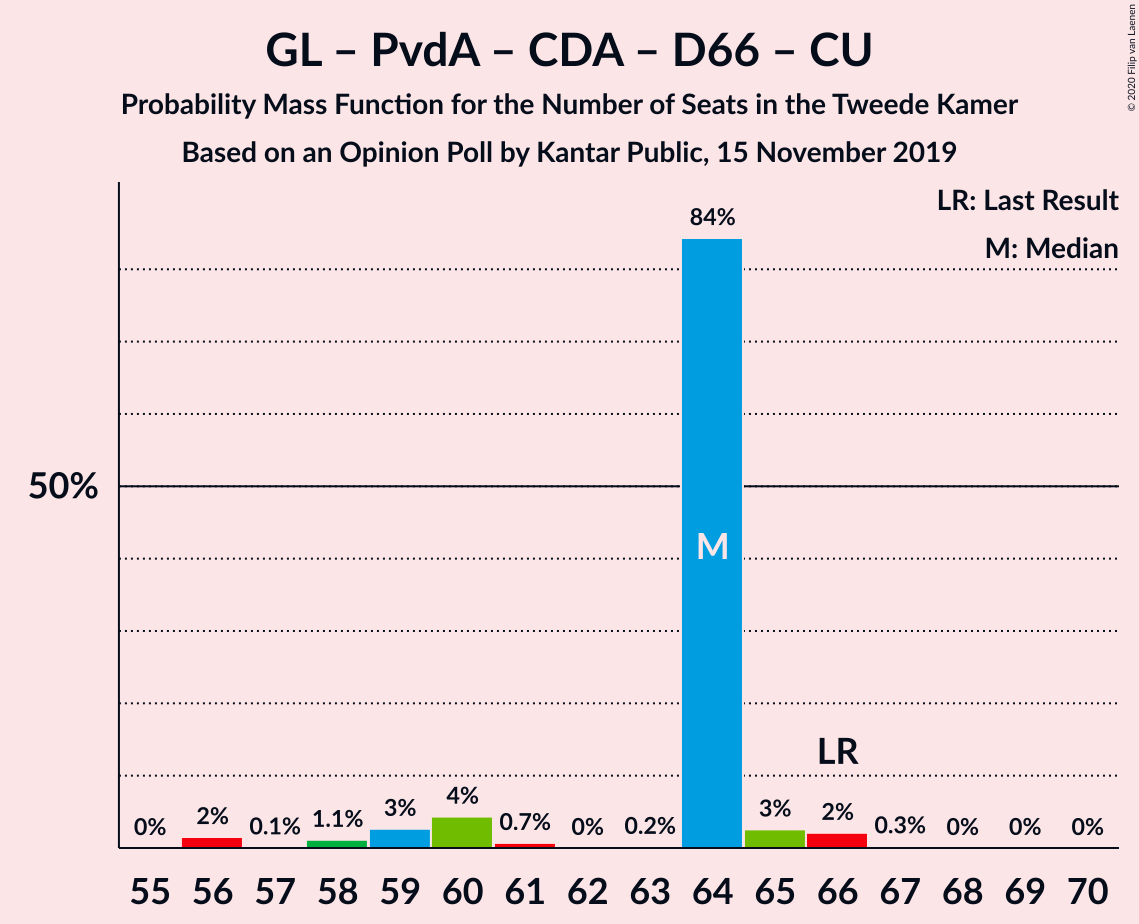 GL – PvdA – CDA – D66 – CU
Probability Mass Function for the Number of Seats in the Tweede Kamer
Based on an Opinion Poll by Kantar Public, 15 November 2019
© 2020 Filip van Laenen
LR: Last Result
M: Median
84%
50%
M
LR
0% 2% 0.1% 1.1% 3% 4% 0.7% 0% 0.2% 3% 2% 0.3% 0% 0% 0%
55 56 57 58 59 60 61 62 63 64 65 66 67 68 69 70